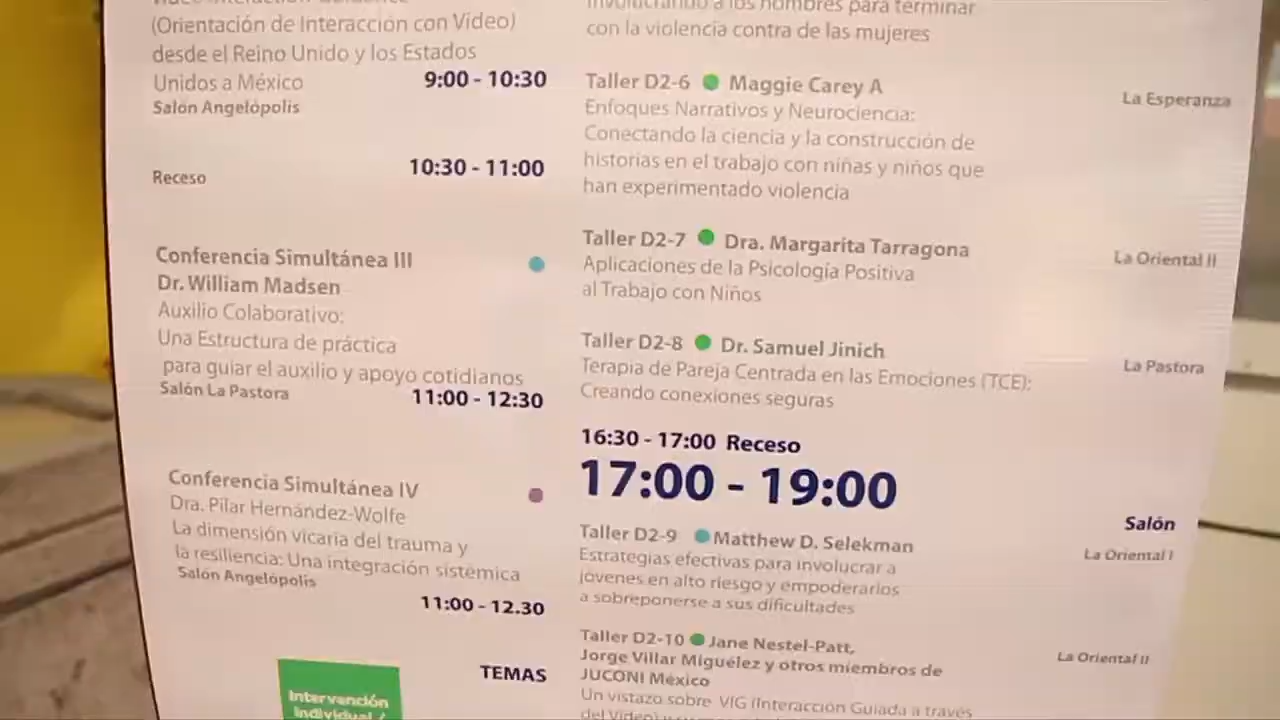 (Orientación de Interacción con Video)
desde el Reino Unido y los Estados
Unidos a México
9:00 - 10:30
Salón Angelópolis
10:30 - 11:00
Receso
Conferencia Simultánea III
Dr. William Madsen
Auxilio Colaborativo:
Una Estructura de práctica
para guiar el auxilio y apoyo cotidianos
Salón La Pastora
11:00 - 12:30
Conferencia Simultánea IV
Dra. Pilar Hernández-Wolfe
La dimensión vicaria del trauma y
la resiliencia: Una integración sistémica
Salón Angelópolis
11:00 - 12.30
TEMAS
Intervención
Individual /
Involucrando a los hombres para terminar
con la violencia contra de las mujeres
Taller D2-6 Maggie Carey A
La Esperanza
Enfoques Narrativos y Neurociencia:
Conectando la ciencia y la construcción de
historias en el trabajo con niñas y niños que
han experimentado violencia
Taller D2-7 Dra. Margarita Tarragona
La Oriental II
Aplicaciones de la Psicología Positiva
al Trabajo con Niños
Taller D2-8 Dr. Samuel Jinich
La Pastora
Terapia de Pareja Centrada en las Emociones (TCE):
Creando conexiones seguras
16:30 - 17:00 Receso
17:00 - 19:00
Salón
Taller D2-9 Matthew D. Selekman
La Oriental I
Estrategias efectivas para involucrar a
jóvenes en alto riesgo y empoderarlos
a sobreponerse a sus dificultades
Taller D2-10 Jane Nestel-Patt,
La Oriental II
Jorge Villar Miguélez y otros miembros de
JUCONI México
Un vistazo sobre VIG (Interacción Guiada a través
del Video)